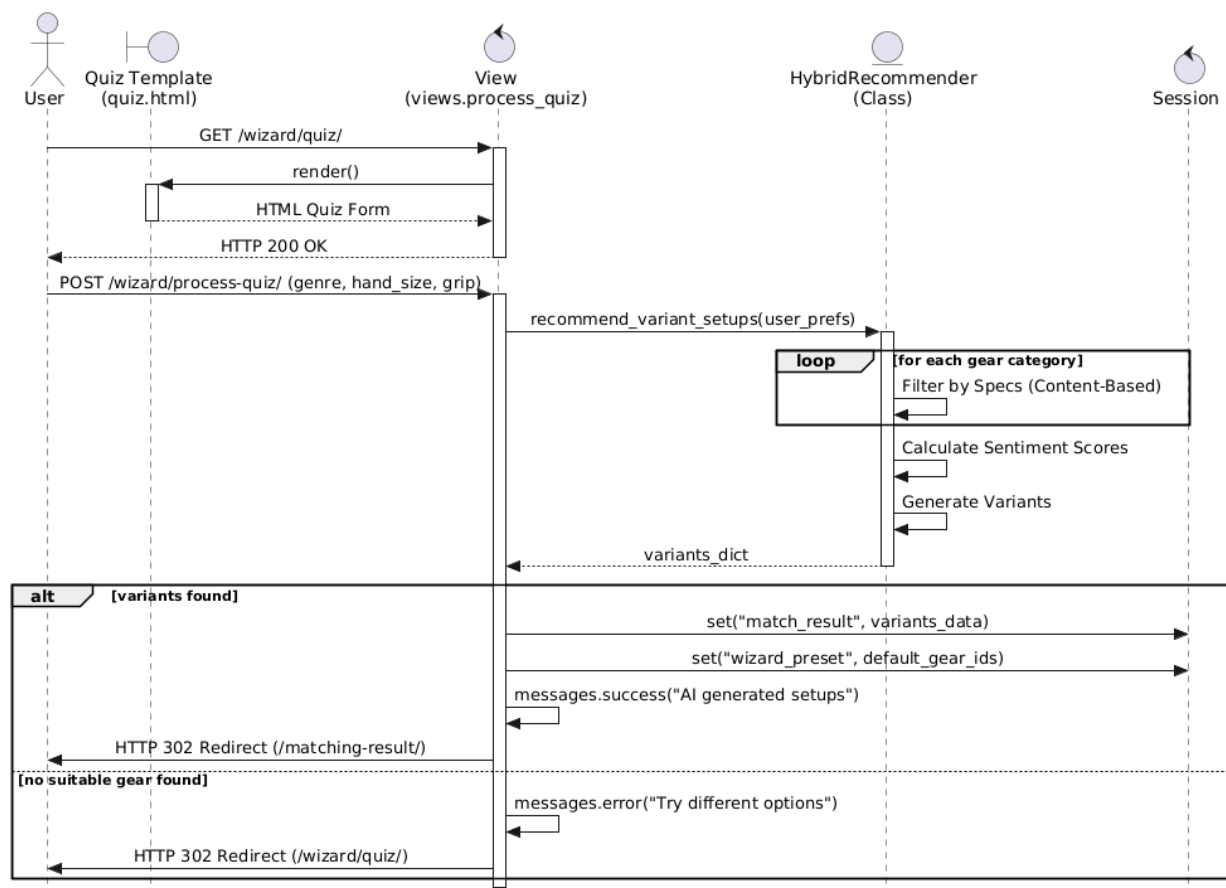 User
Quiz Template
(quiz.html)
View
(views.process_quiz)
HybridRecommender
(Class)
Session
GET /wizard/quiz/
render()
HTML Quiz Form
HTTP 200 OK
POST /wizard/process-quiz/ (genre, hand_size, grip)
recommend_variant_setups(user_prefs)
loop
[for each gear category]
Filter by Specs (Content-Based)
Calculate Sentiment Scores
Generate Variants
variants_dict
alt
[variants found]
set("match_result", variants_data)
set("wizard_preset", default_gear_ids)
messages.success("AI generated setups")
HTTP 302 Redirect (/matching-result/)
[no suitable gear found]
messages.error("Try different options")
HTTP 302 Redirect (/wizard/quiz/)